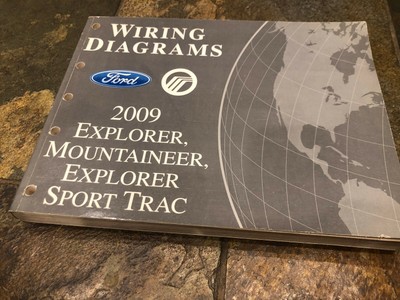 WIRING
DIAGRAMS
Ford
2009
EXPLORER,
MOUNTAINEER,
EXPLORER
SPORT TRAC